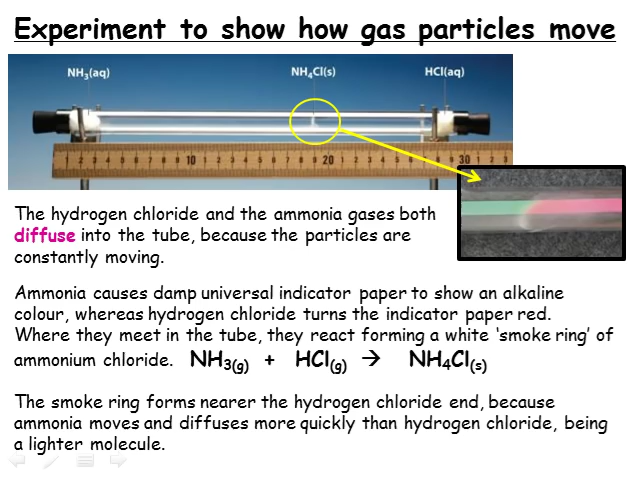 Experiment to show how gas particles move
NH₃(aq) NH₄Cl(s) HCl(aq)
10 20 30
The hydrogen chloride and the ammonia gases both
diffuse into the tube, because the particles are
constantly moving.
Ammonia causes damp universal indicator paper to show an alkaline
colour, whereas hydrogen chloride turns the indicator paper red.
Where they meet in the tube, they react forming a white ‘smoke ring’ of
ammonium chloride. NH₃(g) + HCl(g) → NH₄Cl(s)
The smoke ring forms nearer the hydrogen chloride end, because
ammonia moves and diffuses more quickly than hydrogen chloride, being
a lighter molecule.